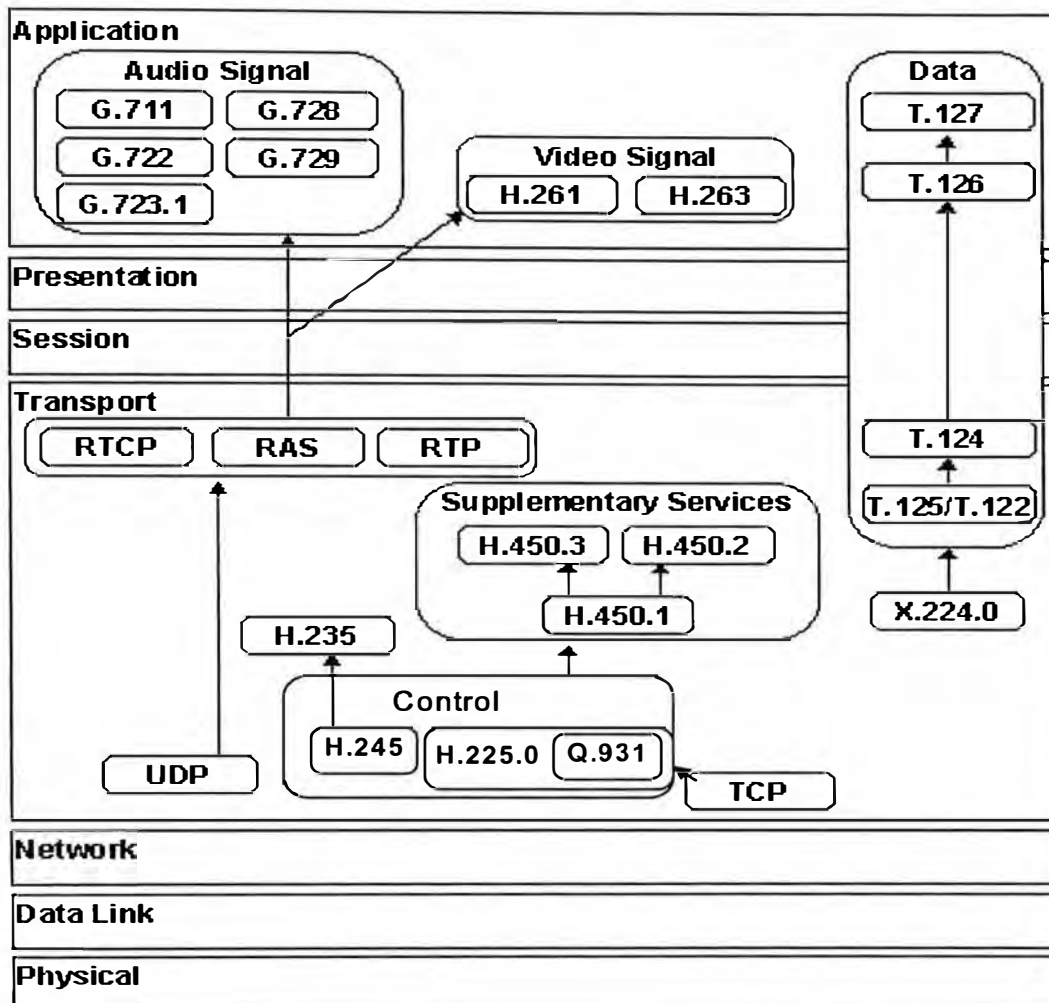 Application
Audio Signal
G.711 G.728
G.722 G.729
G.723.1
Video Signal
H.261 H.263
Data
T.127
T.126
Presentation
Session
Transport
RTCP RAS RTP
T.124
T.125/T.122
Supplementary Services
H.450.3 H.450.2
H.450.1
X.224.0
H.235
Control
H.245 H.225.0 Q.931
UDP
TCP
Network
Data Link
Physical